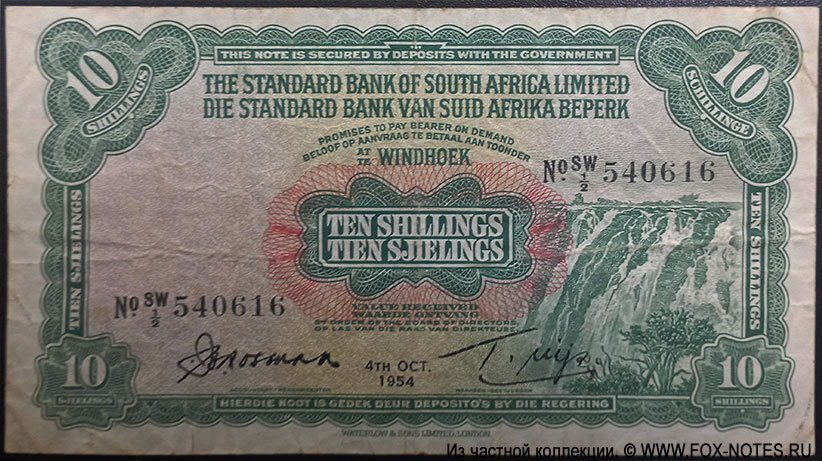 THIS NOTE IS SECURED BY DEPOSITS WITH THE GOVERNMENT
10 SHILLINGS
10 SCHILLINGE
THE STANDARD BANK OF SOUTH AFRICA LIMITED
DIE STANDARD BANK VAN SUID AFRIKA BEPERK
PROMISES TO PAY BEARER ON DEMAND
BELOOF OP AANVRAAG TE BETAAL AAN TOONDER
AT TE WINDHOEK
No. SW 1/2 540616
TEN SHILLINGS
TIEN SJIELINGS
TIEN SJIELINGS
TEN SHILLINGS
No. SW 1/2 540616
VALUE RECEIVED
WAARDE ONTVANG
BY ORDER OF THE BOARD OF DIRECTORS,
OP LAS VAN DIE RAAD VAN DIREKTEURE.
4TH OCT.
1954
10 SJIELINGS
10 SHILLINGS
HIERDIE NOOT IS GEDEK DEUR DEPOSITO'S BY DIE REGERING
WATERLOW & SONS LIMITED, LONDON
Из частной коллекции. © WWW.FOX-NOTES.RU